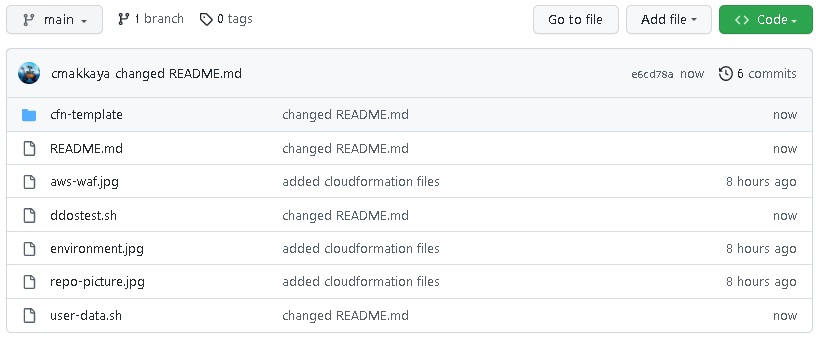 main 1 branch 0 tags Go to file Add file Code
cmakkaya changed README.md e6cd78a now 6 commits
cfn-template changed README.md now
README.md changed README.md now
aws-waf.jpg added cloudformation files 8 hours ago
ddostest.sh changed README.md now
environment.jpg added cloudformation files 8 hours ago
repo-picture.jpg added cloudformation files 8 hours ago
user-data.sh changed README.md now